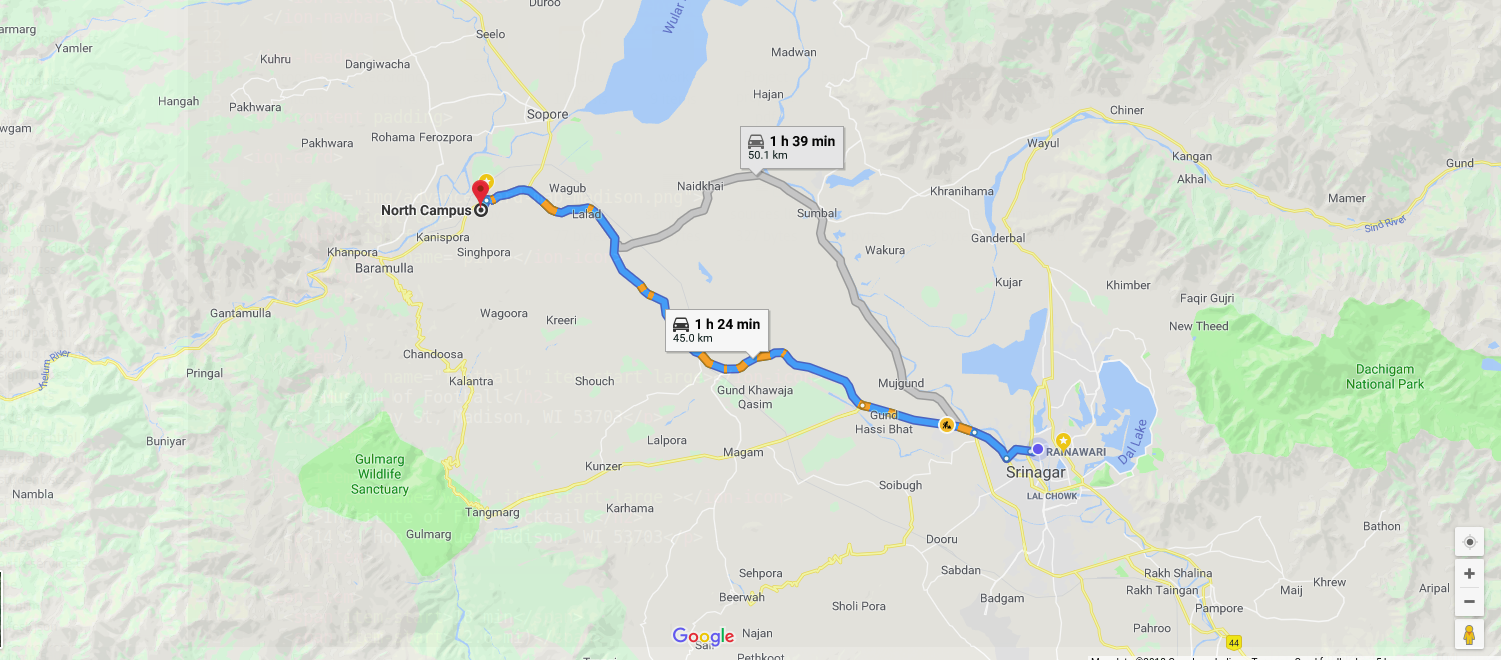 Duroo
Wular
armarg
Seelo
Yamler
Madwan
Kuhru
Dangiwacha
Hajan
Hangah
Pakhwara
Sopore
Chiner
wgam
Rohama Ferozpora
Pakhwara
1 h 39 min
50.1 km
Wayul
Kangan
Gund
Akhal
Naidkhai
Wagub
Khranihama
Mamer
North Campus
Lalad
Sumbal
Sind River
Kanispora
Singhpora
Ganderbal
Khanpora
Baramulla
Wakura
Kujar
Khimber
Faqir Gujri
Gantamulla
Wagoora
Kreeri
New Theed
1 h 24 min
45.0 km
Chandoosa
helum River
Pringal
Kalantra
Shouch
Mujgund
Dachigam
National Park
Gund Khawaja
Qasim
Gund
Hassi Bhat
Buniyar
Lalpora
Magam
RAINAWARI
Dal Lake
Gulmarg
Wildlife
Sanctuary
Kunzer
Srinagar
Soibugh
LAL CHOWK
Nambla
Tangmarg
Karhama
Bathon
Gulmarg
Dooru
Sehpora
Sabdan
Rakh Shalina
Khrew
Rakh Taingan
Maij
Aripal
Beerwah
Sholi Pora
Badgam
Pampore
Pahroo
Google
Najan
44
Pethkoot